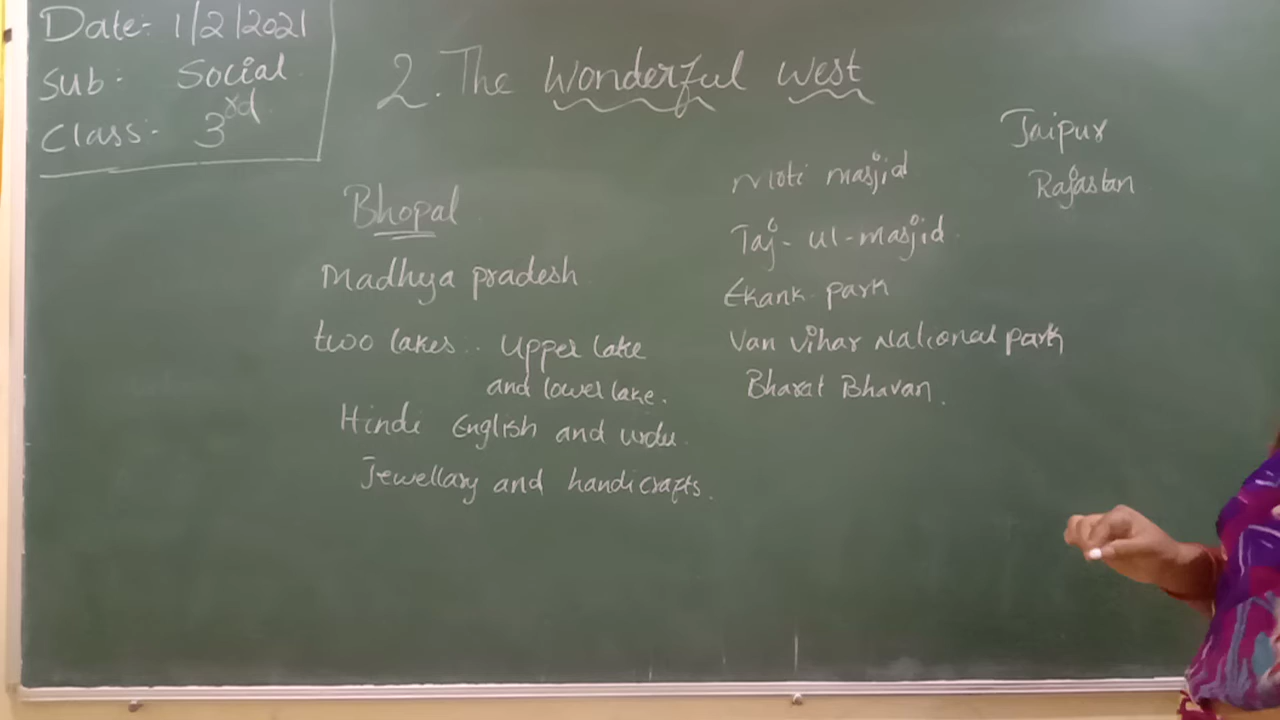 Date:- 1/2/2021
Sub:- Social
Class:- 3rd
2. The Wonderful West
Bhopal
Madhya pradesh
two lakes.. Upper lake
and lower lake.
Hindi English and urdu.
Jewellary and handicrafts.
Moti masjid
Taj-ul-masjid
Ekank park
Van vihar National park
Bharat Bhavan.
Jaipur
Rajastan